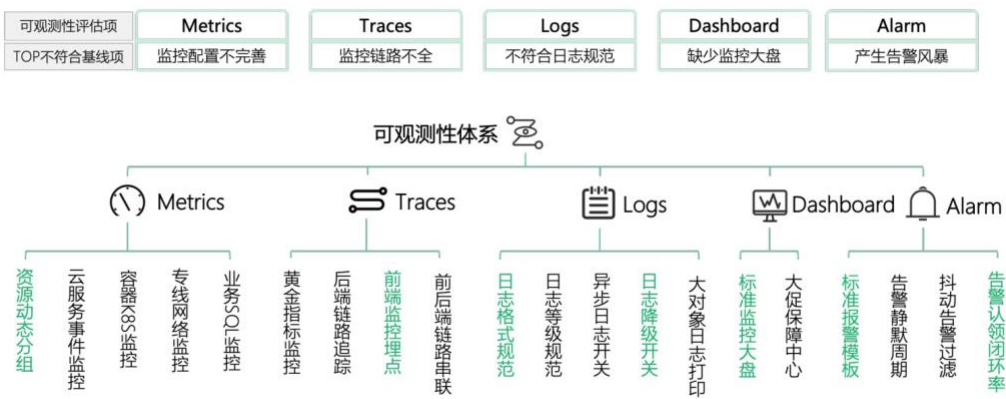 可观测性评估项 Metrics Traces Logs Dashboard Alarm
TOP不符合基线项 监控配置不完善 监控链路不全 不符合日志规范 缺少监控大盘 产生告警风暴
可观测性体系
Metrics Traces Logs Dashboard Alarm
资源动态分组
云服务事件监控
容器K8S监控
专线网络监控
业务SQL监控
黄金指标监控
后端链路追踪
前端监控埋点
前后端链路串联
日志格式规范
日志等级规范
异步日志开关
日志降级开关
大对象日志打印
标准监控大盘
大促保障中心
标准报警模板
告警静默周期
抖动告警过滤
告警认领闭环率